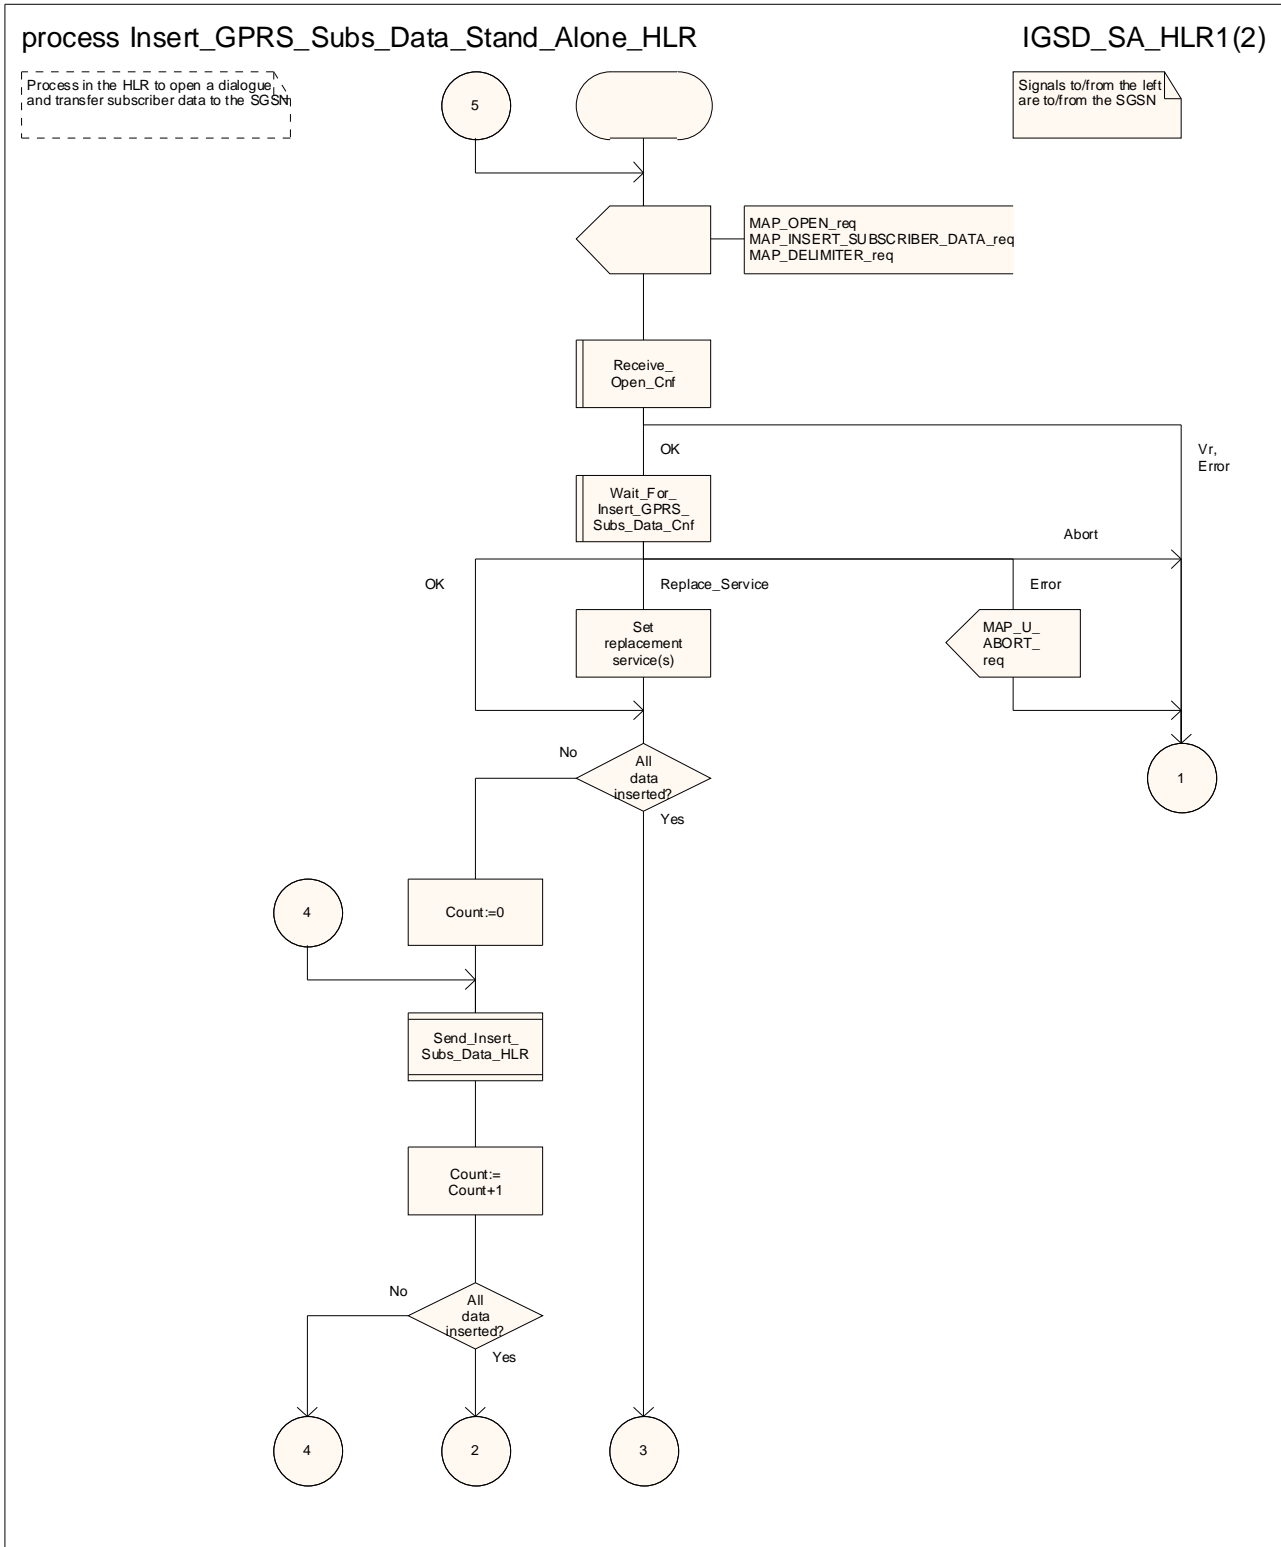 process Insert_GPRS_Subs_Data_Stand_Alone_HLR
IGSD_SA_HLR1(2)
Process in the HLR to open a dialogue
and transfer subscriber data to the SGSN
5
Signals to/from the left
are to/from the SGSN
MAP_OPEN_req
MAP_INSERT_SUBSCRIBER_DATA_req
MAP_DELIMITER_req
Receive_
Open_Cnf
OK
Vr,
Error
Wait_For_
Insert_GPRS_
Subs_Data_Cnf
Abort
OK
Replace_Service
Error
Set
replacement
service(s)
MAP_U_
ABORT_
req
No
All
data
inserted?
Yes
1
4
Count:=0
Send_Insert_
Subs_Data_HLR
Count:=
Count+1
No
All
data
inserted?
Yes
4
2
3